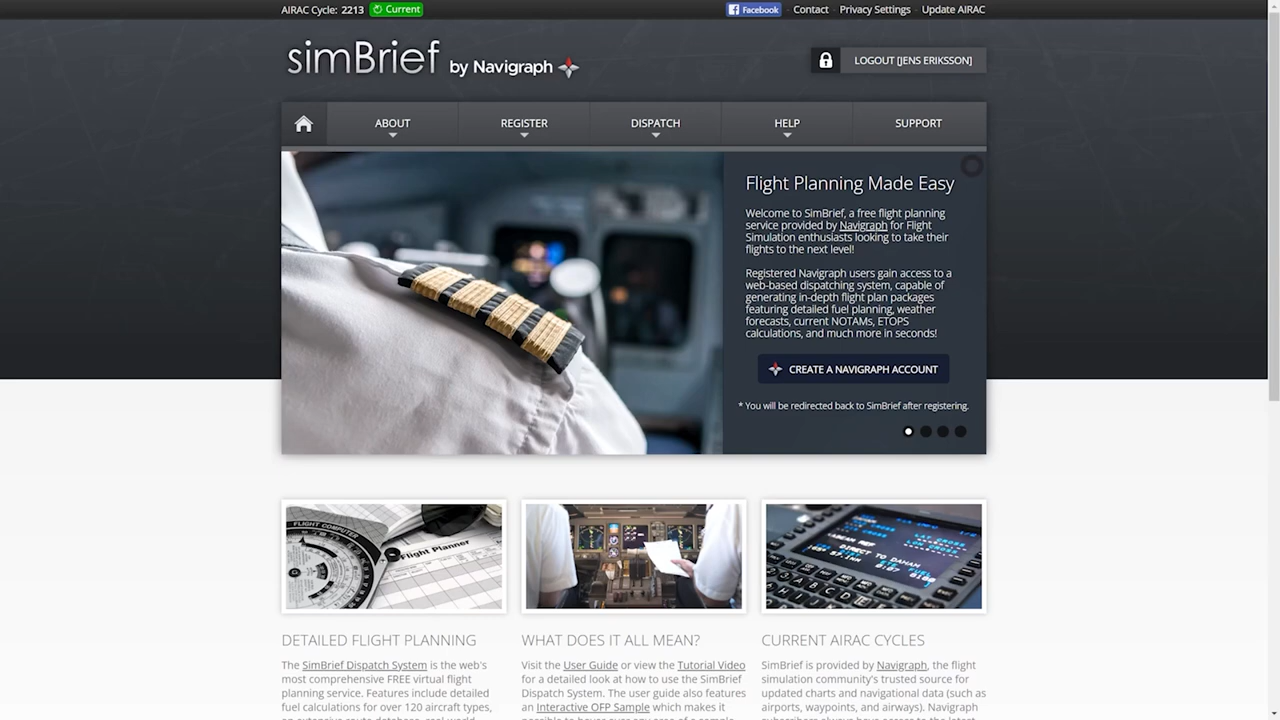 AIRAC Cycle: 2213 Current
Facebook - Contact - Privacy Settings - Update AIRAC
simBrief by Navigraph
LOGOUT [JENS ERIKSSON]
ABOUT REGISTER DISPATCH HELP SUPPORT
Flight Planning Made Easy
Welcome to SimBrief, a free flight planning
service provided by Navigraph for Flight
Simulation enthusiasts looking to take their
flights to the next level!
Registered Navigraph users gain access to a
web-based dispatching system, capable of
generating in-depth flight plan packages
featuring detailed fuel planning, weather
forecasts, current NOTAMs, ETOPS
calculations, and much more in seconds!
CREATE A NAVIGRAPH ACCOUNT
* You will be redirected back to SimBrief after registering.
FLIGHT COMPUTER
Flight Planner
LAT CROSS
LON CROSS
DIRECT TO DAHAM
DETAILED FLIGHT PLANNING
The SimBrief Dispatch System is the web's
most comprehensive FREE virtual flight
planning service. Features include detailed
fuel calculations for over 120 aircraft types,
WHAT DOES IT ALL MEAN?
Visit the User Guide or view the Tutorial Video
for a detailed look at how to use the SimBrief
Dispatch System. The user guide also features
an Interactive OFP Sample which makes it
CURRENT AIRAC CYCLES
SimBrief is provided by Navigraph, the flight
simulation community's trusted source for
updated charts and navigational data (such as
airports, waypoints, and airways). Navigraph